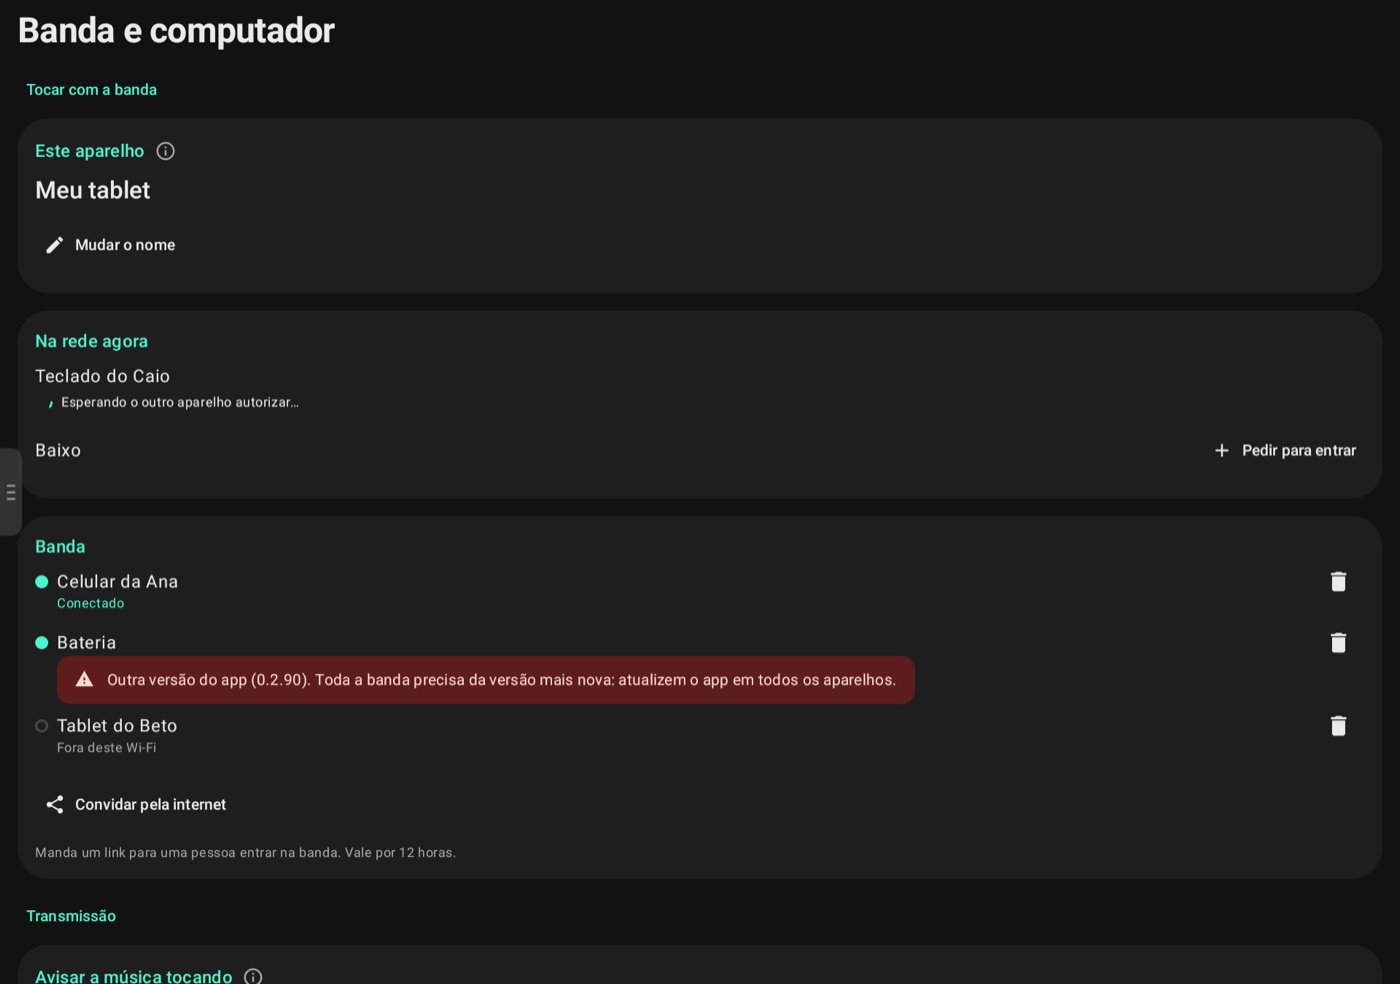 Banda e computador
Tocar com a banda
Este aparelho
Meu tablet
Mudar o nome
Na rede agora
Teclado do Caio
Esperando o outro aparelho autorizar...
Baixo
Pedir para entrar
Banda
Celular da Ana
Conectado
Bateria
Outra versão do app (0.2.90). Toda a banda precisa da versão mais nova: atualizem o app em todos os aparelhos.
Tablet do Beto
Fora deste Wi-Fi
Convidar pela internet
Manda um link para uma pessoa entrar na banda. Vale por 12 horas.
Transmissão
Avisar a música tocando